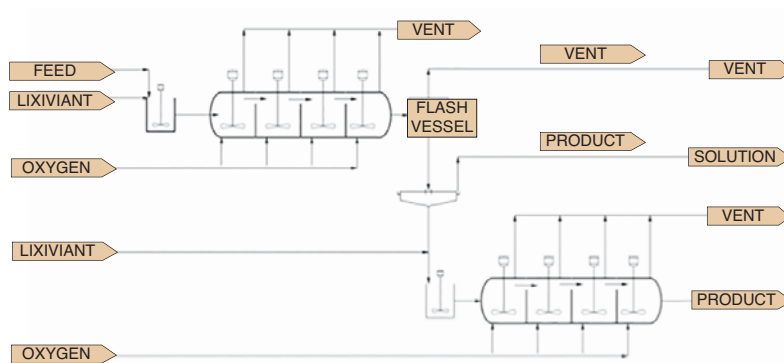 VENT
VENT
FEED
VENT
LIXIVIANT
FLASH
VESSEL
PRODUCT
SOLUTION
OXYGEN
VENT
LIXIVIANT
PRODUCT
OXYGEN